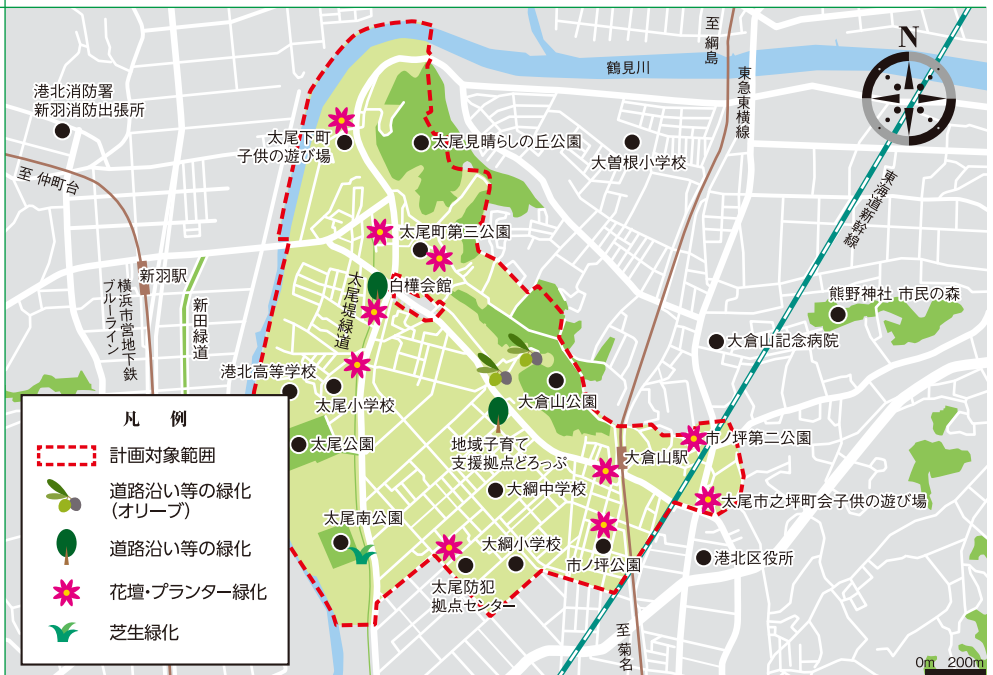 至 綱島
鶴見川
東急東横線
N
港北消防署
新羽消防出張所
太尾下町
子供の遊び場
太尾見晴らしの丘公園
大曽根小学校
至 仲町台
東海道新幹線
太尾町第三公園
新羽駅
白樺会館
太尾堤緑道
横浜市営地下鉄
ブルーライン
新田緑道
熊野神社 市民の森
大倉山記念病院
港北高等学校
太尾小学校
大倉山公園
凡 例
計画対象範囲
道路沿い等の緑化
(オリーブ)
道路沿い等の緑化
花壇・プランター緑化
芝生緑化
太尾公園
地域子育て
支援拠点どろっぷ
大倉山駅
市ノ坪第二公園
大綱中学校
太尾市之坪町会子供の遊び場
太尾南公園
大綱小学校
市ノ坪公園
港北区役所
太尾防犯
拠点センター
至 菊名
0m 200m